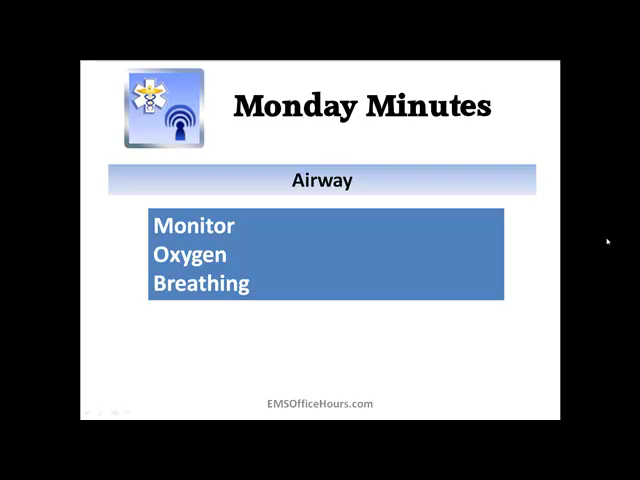 Monday Minutes
Airway
Monitor
Oxygen
Breathing
EMSOfficeHours.com